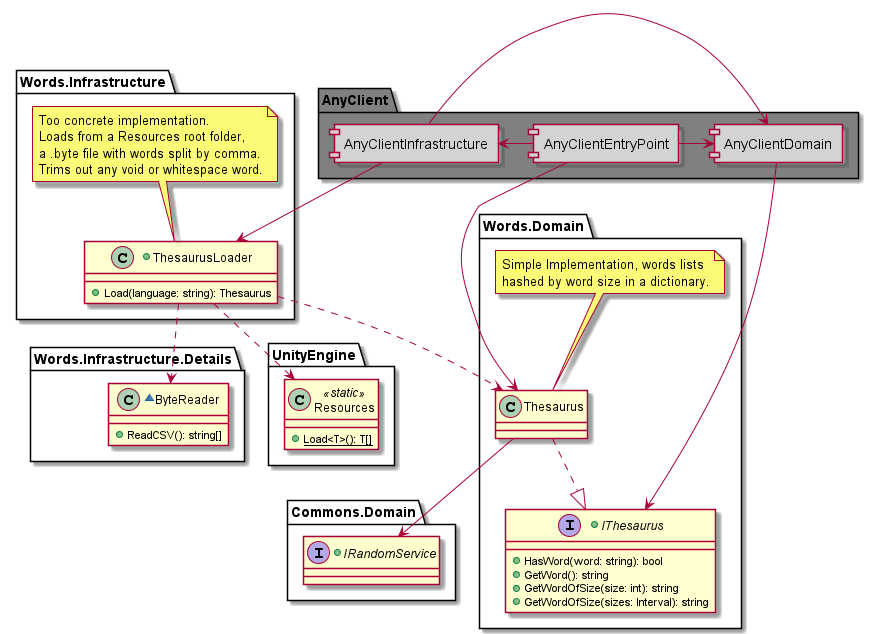 Words.Infrastructure
Too concrete implementation.
Loads from a Resources root folder,
a .byte file with words split by comma.
Trims out any void or whitespace word.
C ThesaurusLoader
Load(language: string): Thesaurus
AnyClient
AnyClientInfrastructure
AnyClientEntryPoint
AnyClientDomain
Words.Domain
Simple Implementation, words lists
hashed by word size in a dictionary.
C Thesaurus
I IThesaurus
HasWord(word: string): bool
GetWord(): string
GetWordOfSize(size: int): string
GetWordOfSize(sizes: Interval): string
Words.Infrastructure.Details
C ByteReader
ReadCSV(): string[]
UnityEngine
«static»
C Resources
Load<T>(): T[]
Commons.Domain
I IRandomService